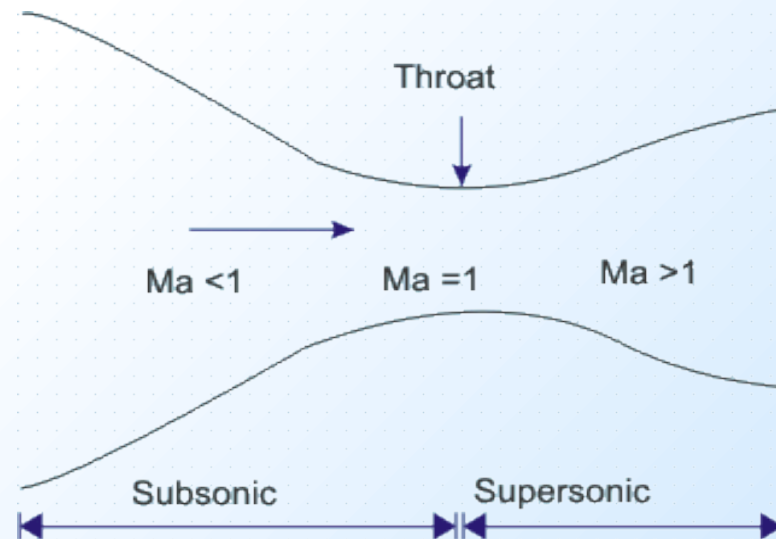 Throat
Ma <1
Ma =1
Ma >1
Subsonic
Supersonic